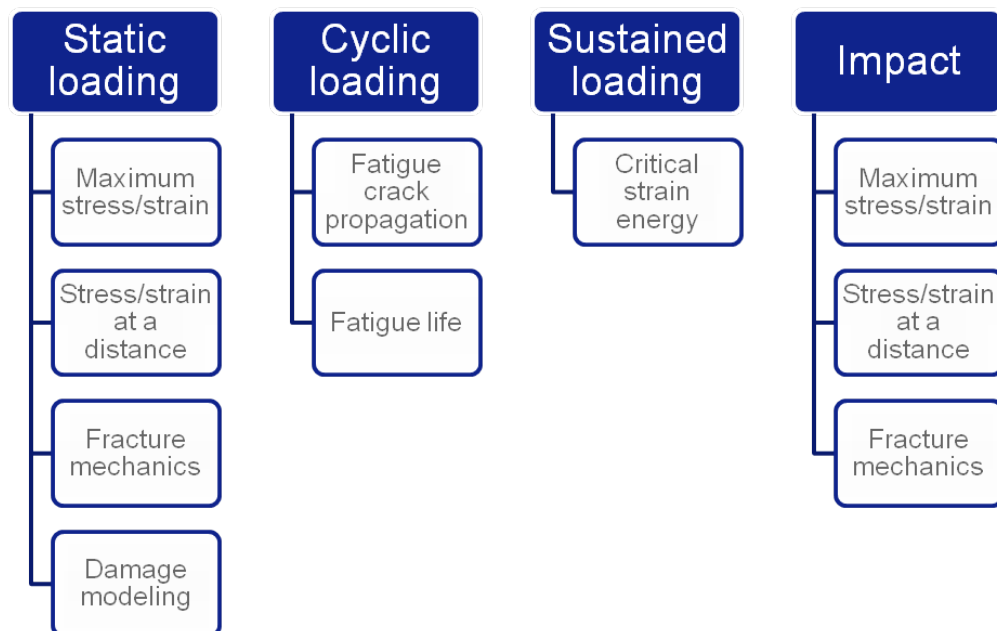 Static
loading
Maximum
stress/strain
Stress/strain
at a
distance
Fracture
mechanics
Damage
modeling
Cyclic
loading
Fatigue
crack
propagation
Fatigue life
Sustained
loading
Critical
strain
energy
Impact
Maximum
stress/strain
Stress/strain
at a
distance
Fracture
mechanics